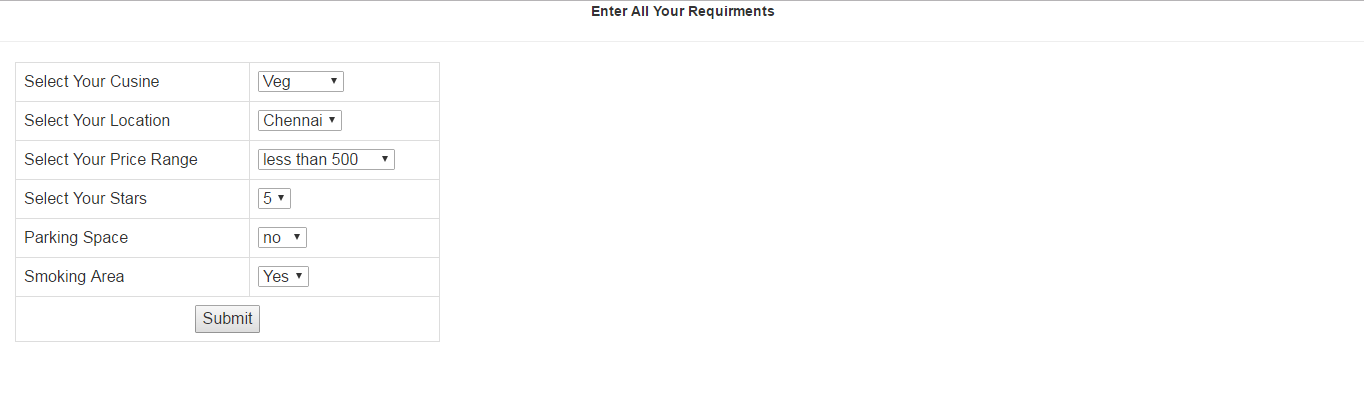 Enter All Your Requirments
Select Your Cusine Veg
Select Your Location Chennai
Select Your Price Range less than 500
Select Your Stars 5
Parking Space no
Smoking Area Yes
Submit